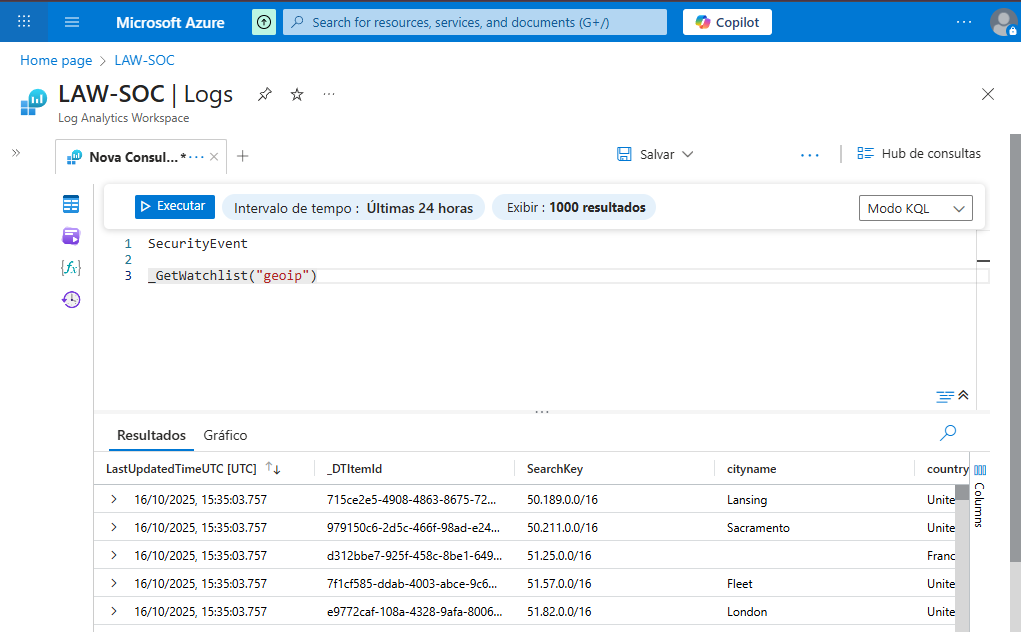 Microsoft Azure
Search for resources, services, and documents (G+/)
Copilot
Home page > LAW-SOC
LAW-SOC | Logs
Log Analytics Workspace
Nova Consul...*
Salvar
Hub de consultas
Executar
Intervalo de tempo : Últimas 24 horas
Exibir : 1000 resultados
Modo KQL
1 SecurityEvent
2
3 _GetWatchlist("geoip")
Resultados Gráfico
LastUpdatedTimeUTC [UTC] _DTItemId SearchKey cityname country
16/10/2025, 15:35:03.757 715ce2e5-4908-4863-8675-72... 50.189.0.0/16 Lansing Unite
16/10/2025, 15:35:03.757 979150c6-2d5c-466f-98ad-e24... 50.211.0.0/16 Sacramento Unite
16/10/2025, 15:35:03.757 d312bbe7-925f-458c-8be1-649... 51.25.0.0/16 Franc
16/10/2025, 15:35:03.757 7f1cf585-ddab-4003-abce-9c6... 51.57.0.0/16 Fleet Unite
16/10/2025, 15:35:03.757 e9772caf-108a-4328-9afa-8006... 51.82.0.0/16 London Unite
Columns